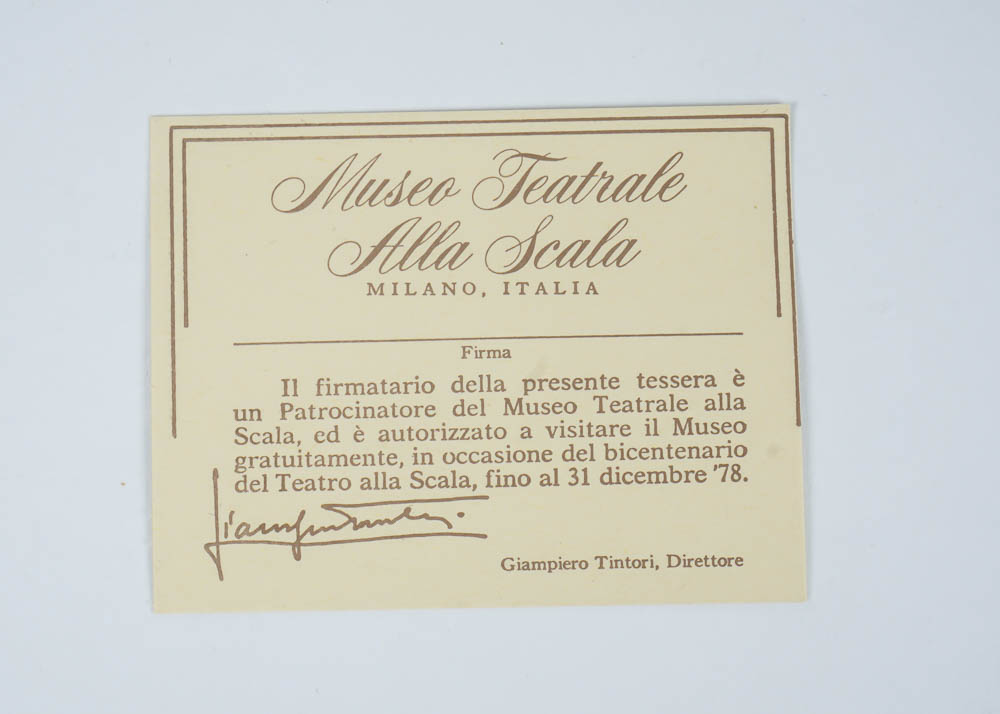 Museo Teatrale
Alla Scala
MILANO, ITALIA
Firma
Il firmatario della presente tessera è
un Patrocinatore del Museo Teatrale alla
Scala, ed è autorizzato a visitare il Museo
gratuitamente, in occasione del bicentenario
del Teatro alla Scala, fino al 31 dicembre '78.
Giampiero Tintori, Direttore